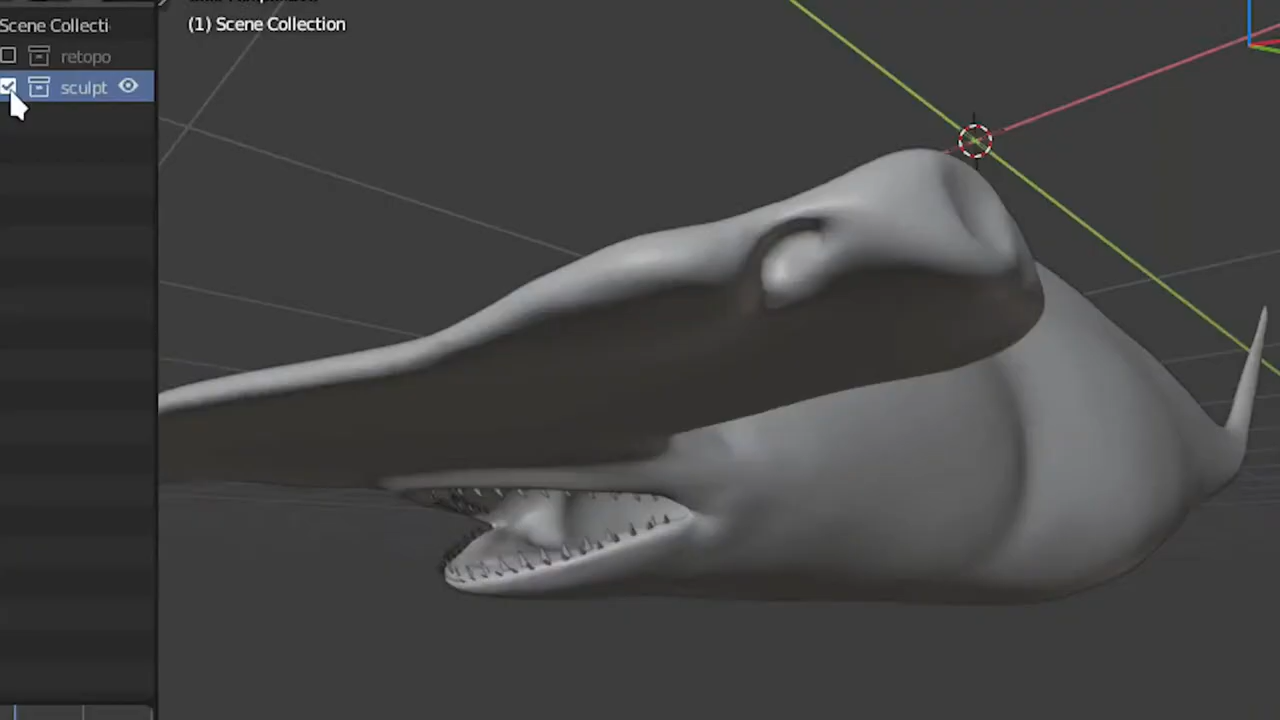 (1) Scene Collection
Scene Collecti
retopo
sculpt